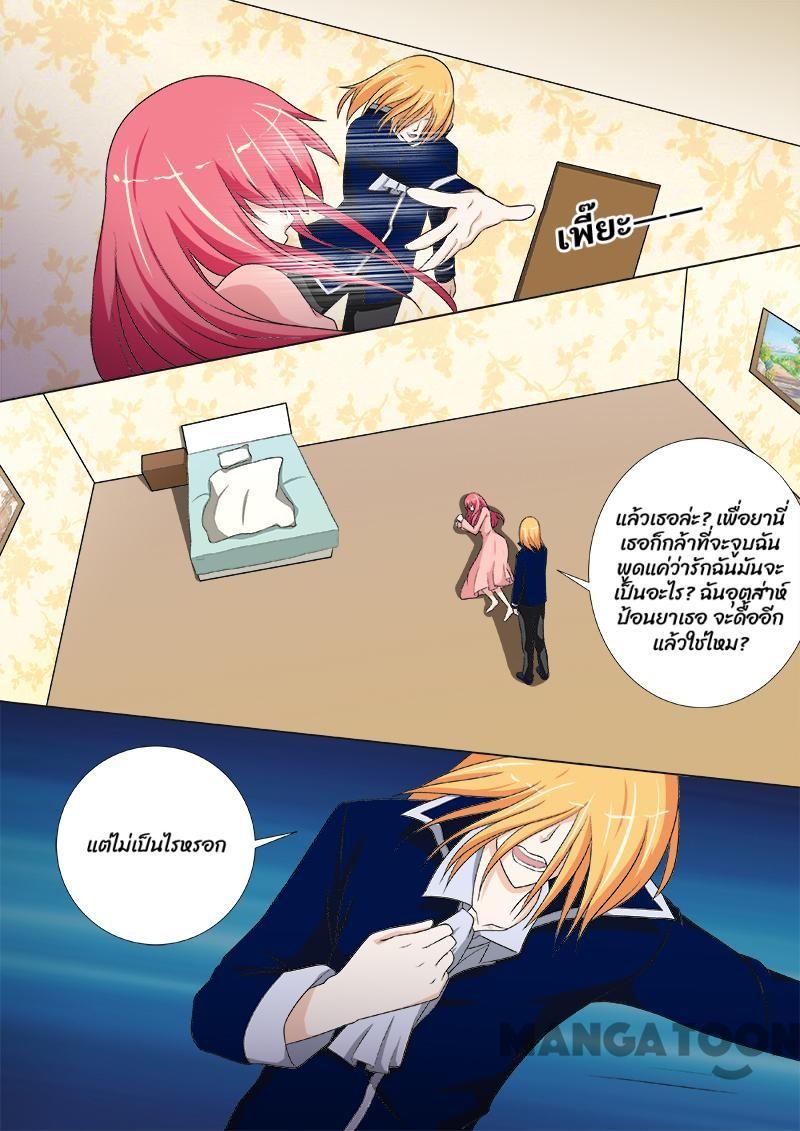 เพี๊ยะ——
แล้วเธอล่ะ? เพื่อยานี่
เธอก็กล้าที่จะจูบฉัน
พูดแค่ว่ารักฉันมันจะ
เป็นอะไร? ฉันอุตส่าห์
ป้อนยาเธอ จะดื้ออีก
แล้วใช่ไหม?
แต่ไม่เป็นไรหรอก
MANGATOON